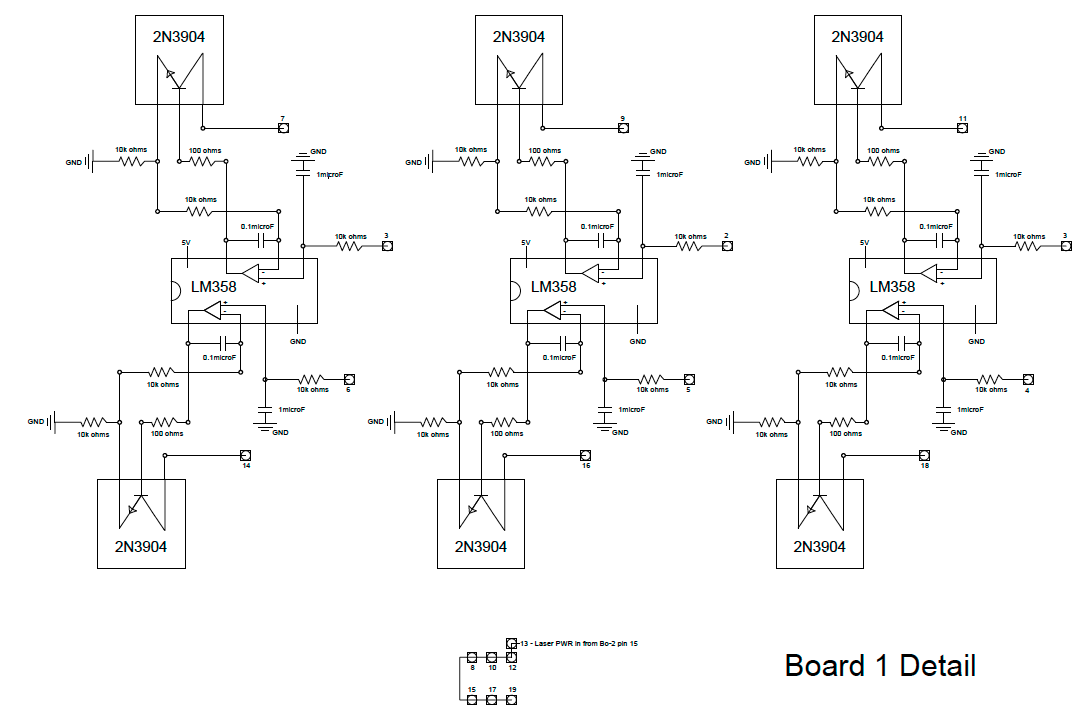 2N3904 2N3904 2N3904
7 9 11
10k ohms 100 ohms GND 10k ohms 100 ohms GND 10k ohms 100 ohms GND
GND GND GND
1microF 1microF 1microF
10k ohms 10k ohms 10k ohms
0.1microF 0.1microF 0.1microF
5V 10k ohms 3 5V 10k ohms 2 5V 10k ohms 3
- - -
LM358 + LM358 + LM358 +
+ + +
- - -
GND GND GND
0.1microF 0.1microF 0.1microF
10k ohms 10k ohms 6 10k ohms 10k ohms 5 10k ohms 10k ohms 4
1microF 1microF 1microF
GND GND GND GND GND GND
10k ohms 100 ohms 10k ohms 100 ohms 10k ohms 100 ohms
14 16 18
2N3904 2N3904 2N3904
13 - Laser PWR in from Bo-2 pin 15
8 10 12
15 17 19
Board 1 Detail